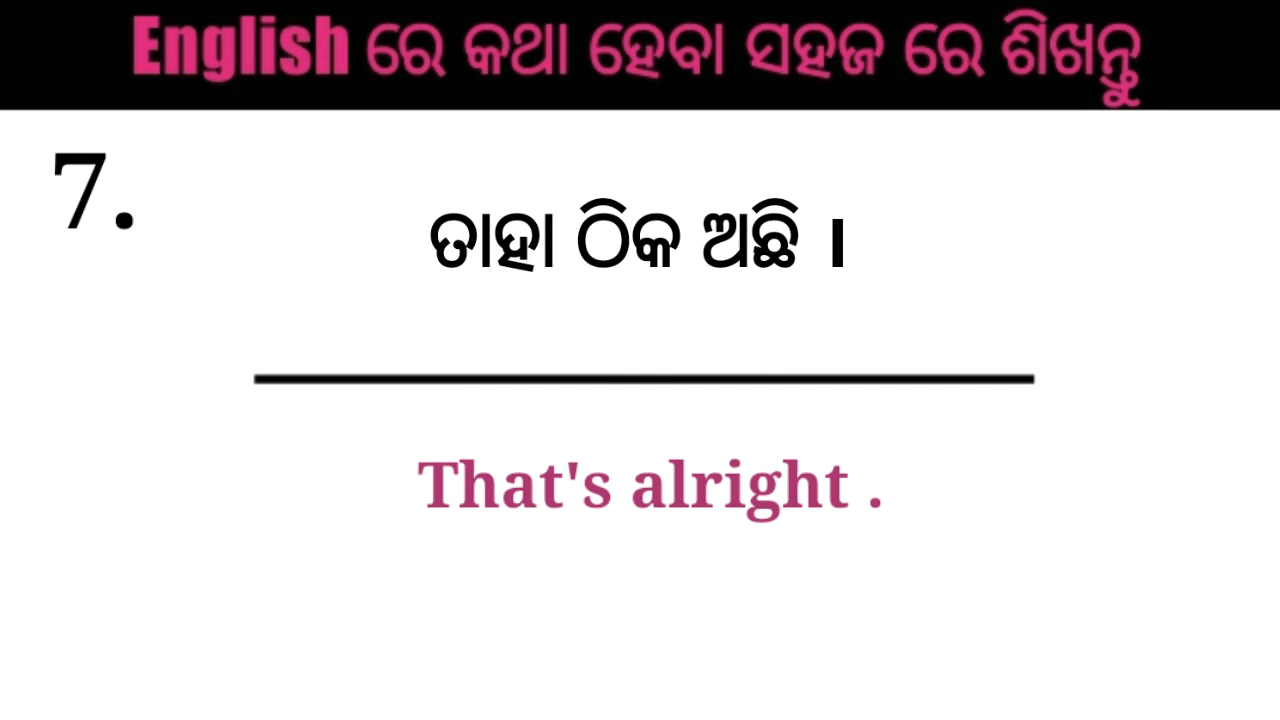 English ରେ କଥା ହେବା ସହଜ ରେ ଶିଖନ୍ତୁ
7.
ତାହା ଠିକ ଅଛି ।
That's alright .